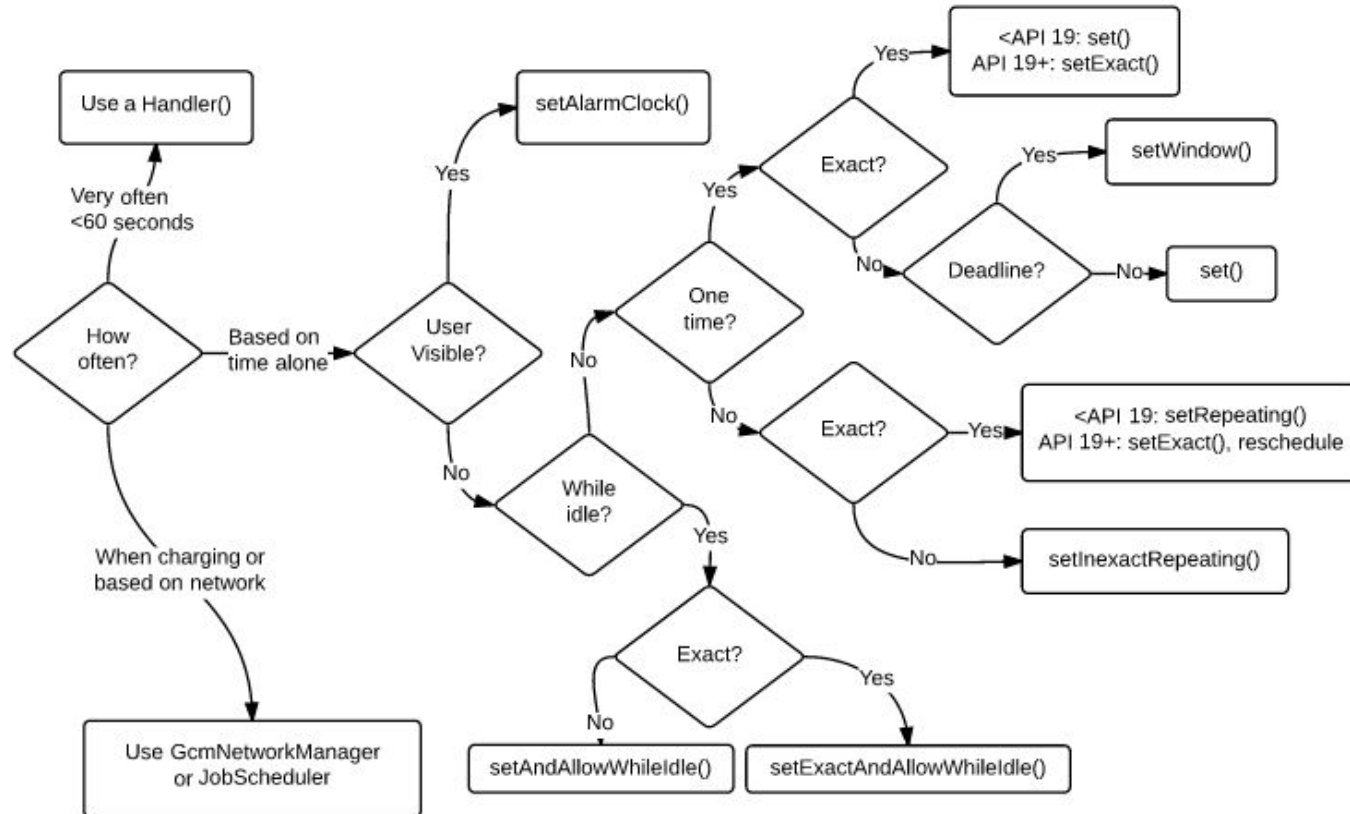 <API 19: set()
API 19+: setExact()
Yes
Use a Handler()
setAlarmClock()
Yes
setWindow()
Exact?
Yes
Yes
Very often
<60 seconds
No
Deadline?
No
set()
One
time?
How
often?
Based on
time alone
User
Visible?
No
<API 19: setRepeating()
API 19+: setExact(), reschedule
No
Exact?
Yes
No
While
idle?
Yes
No
setInexactRepeating()
When charging or
based on network
Exact?
Yes
No
Use GcmNetworkManager
or JobScheduler
setAndAllowWhileIdle()
setExactAndAllowWhileIdle()